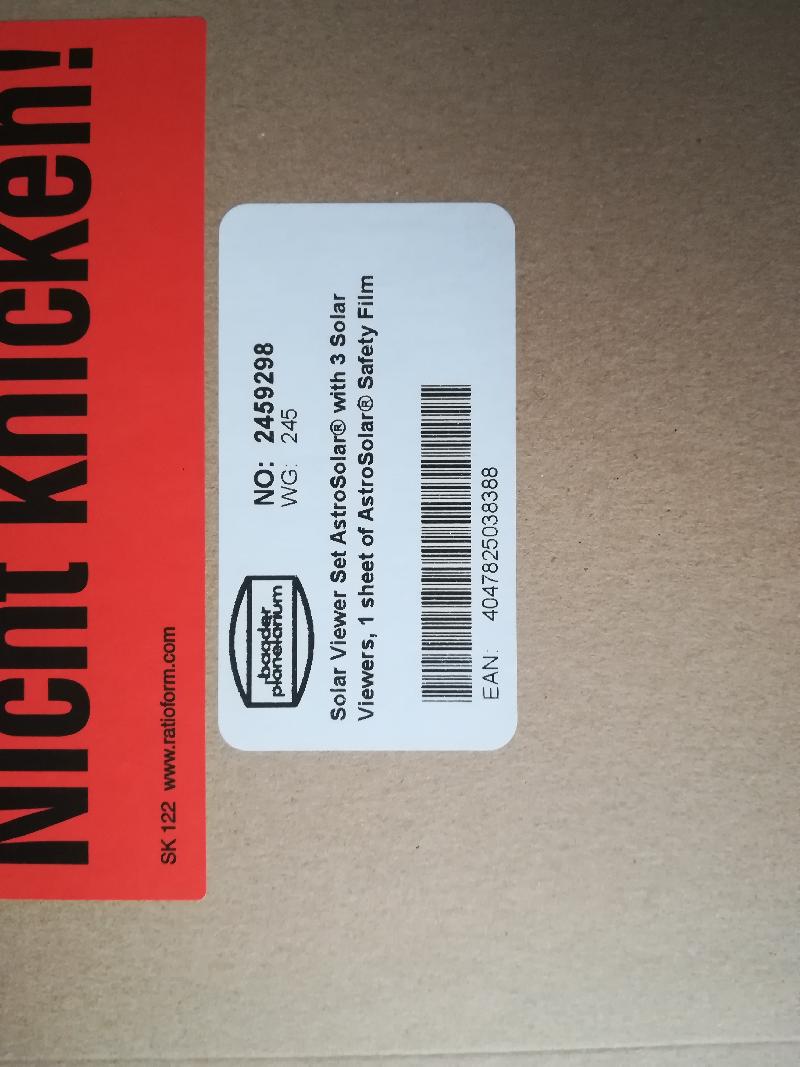 Nicht knicken!
SK 122 www.ratioform.com
baader
planetarium
NO: 2459298
WG: 245
Solar Viewer Set AstroSolar® with 3 Solar
Viewers, 1 sheet of AstroSolar® Safety Film
EAN: 4047825038388